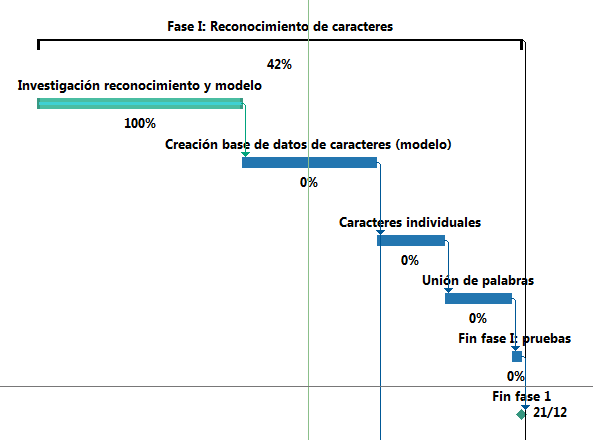 Fase I: Reconocimiento de caracteres
42%
Investigación reconocimiento y modelo
100%
Creación base de datos de caracteres (modelo)
0%
Caracteres individuales
0%
Unión de palabras
0%
Fin fase I: pruebas
0%
Fin fase 1
21/12